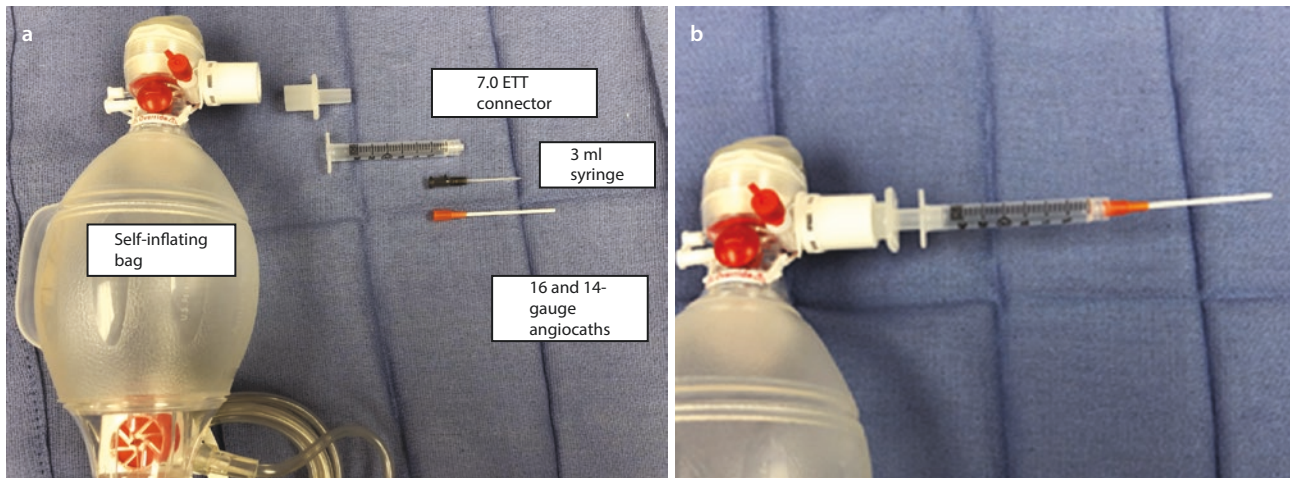 a
7.0 ETT
connector
3 ml
syringe
Self-inflating
bag
16 and 14-
gauge
angiocaths
b